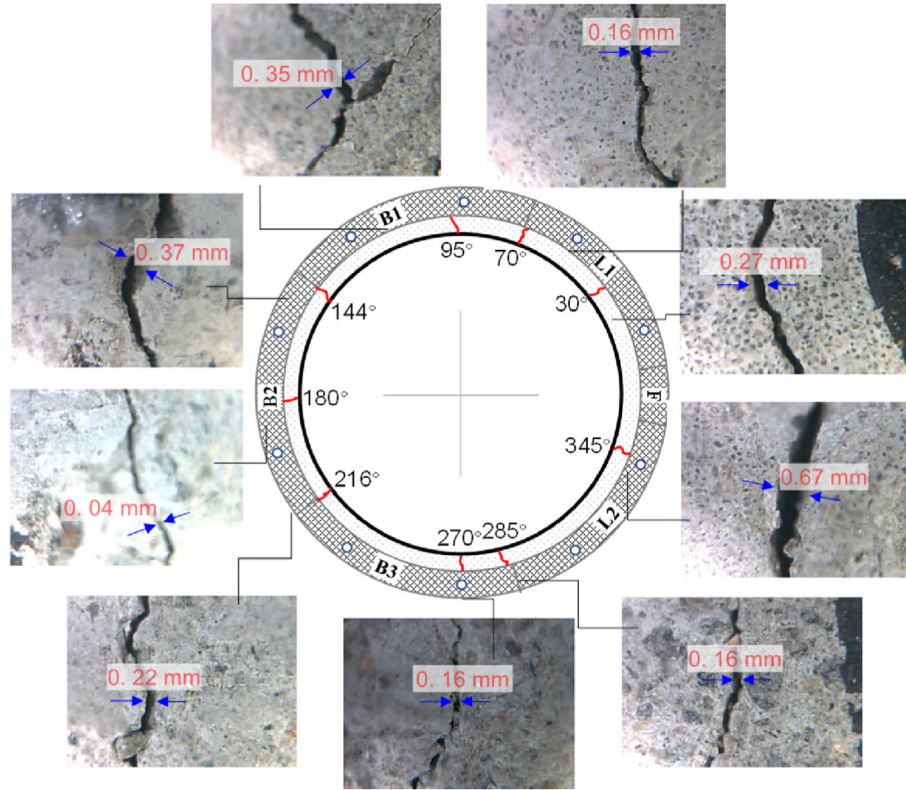 0. 35 mm
0.16 mm
B1
95°
70°
L1
0. 37 mm
0.27 mm
144°
30°
B2
180°
F
345°
0.67 mm
0. 04 mm
216°
270°
285°
L2
B3
0. 22 mm
0. 16 mm
0. 16 mm